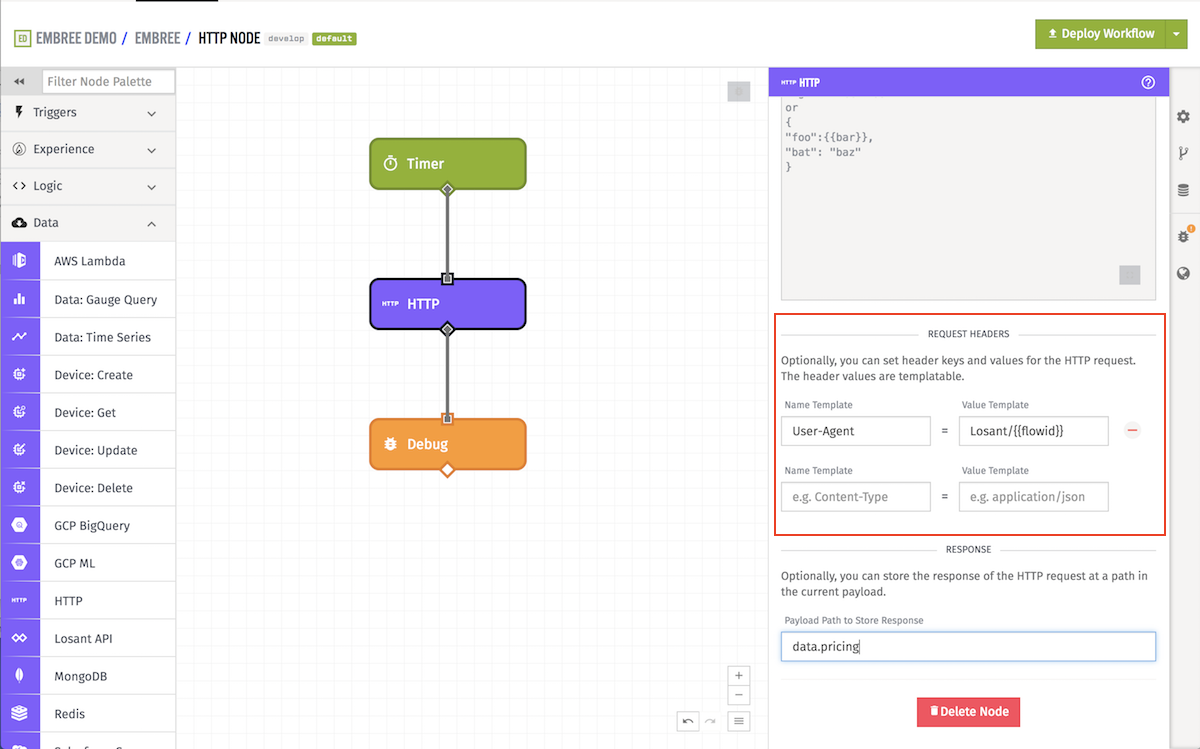 ED EMBREE DEMO / EMBREE / HTTP NODE develop default
Deploy Workflow
Filter Node Palette
Triggers
Experience
Logic
Data
AWS Lambda
Data: Gauge Query
Data: Time Series
Device: Create
Device: Get
Device: Update
Device: Delete
GCP BigQuery
GCP ML
HTTP HTTP
Losant API
MongoDB
Redis
Timer
HTTP HTTP
Debug
HTTP HTTP
or
{
"foo":{{bar}},
"bat": "baz"
}
REQUEST HEADERS
Optionally, you can set header keys and values for the HTTP request.
The header values are templatable.
Name Template Value Template
User-Agent = Losant/{{flowid}}
Name Template Value Template
e.g. Content-Type = e.g. application/json
RESPONSE
Optionally, you can store the response of the HTTP request at a path in
the current payload.
Payload Path to Store Response
data.pricing
Delete Node